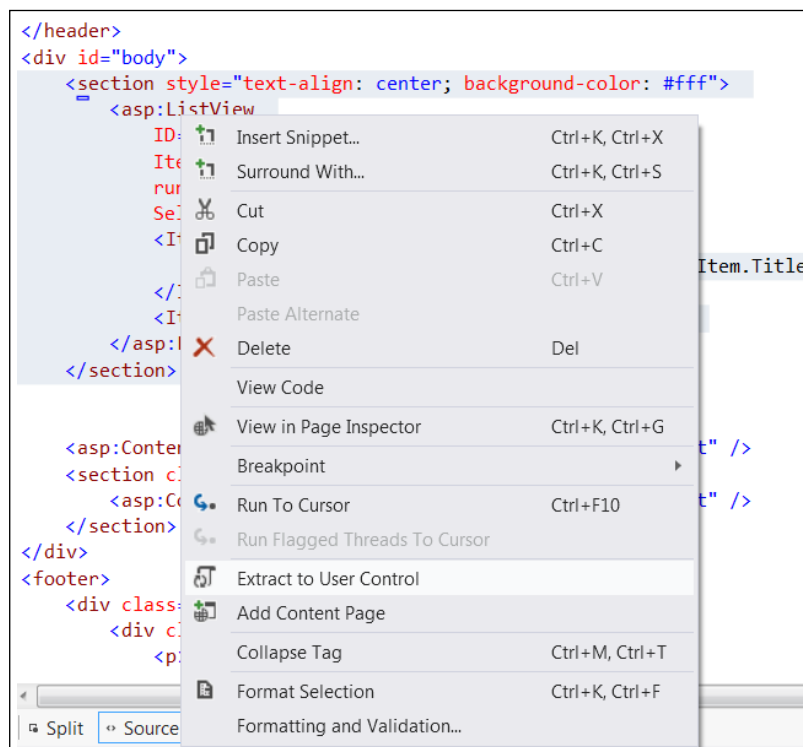 </header>
<div id="body">
<section style="text-align: center; background-color: #fff">
<asp:ListView
ID=
Insert Snippet... Ctrl+K, Ctrl+X
Ite
Surround With... Ctrl+K, Ctrl+S
run
Sel
Cut Ctrl+X
<It
Copy Ctrl+C
Item.Title
Paste Ctrl+V
</I
<It
Paste Alternate
</asp:L
Delete Del
</section>
View Code
View in Page Inspector Ctrl+K, Ctrl+G
<asp:Conten
t" />
Breakpoint
<section cl
<asp:Co
t" />
Run To Cursor Ctrl+F10
</section>
Run Flagged Threads To Cursor
</div>
<footer>
Extract to User Control
<div class=
Add Content Page
<div cl
<p>
Collapse Tag Ctrl+M, Ctrl+T
Format Selection Ctrl+K, Ctrl+F
Split Source
Formatting and Validation...